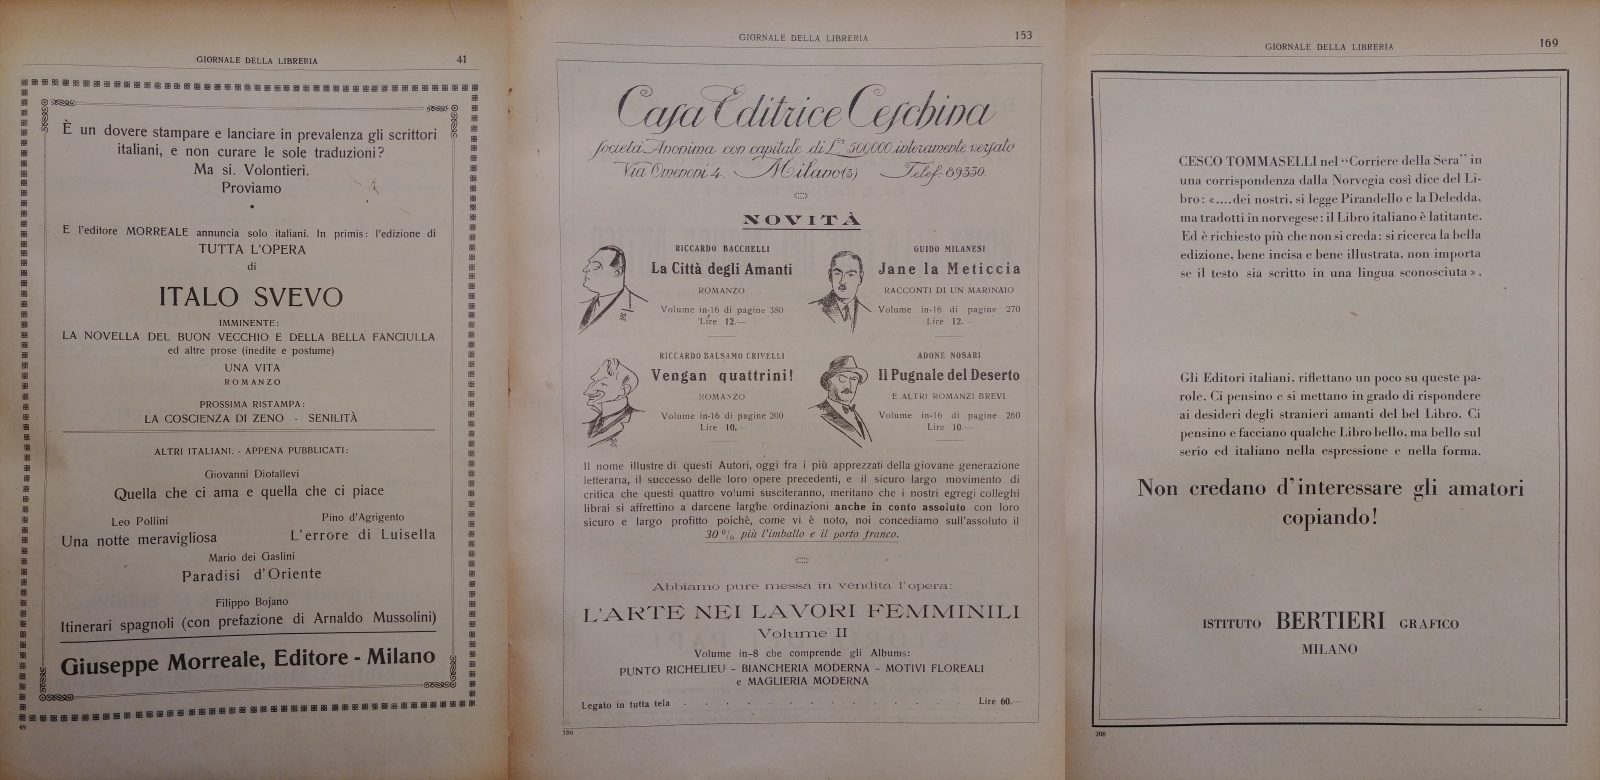 GIORNALE DELLA LIBRERIA 41
È un dovere stampare e lanciare in prevalenza gli scrittori
italiani, e non curare le sole traduzioni?
Ma si. Volontieri.
Proviamo
E l'editore MORREALE annuncia solo italiani. In primis: l'edizione di
TUTTA L'OPERA
di
ITALO SVEVO
IMMINENTE:
LA NOVELLA DEL BUON VECCHIO E DELLA BELLA FANCIULLA
ed altre prose (inedite e postume)
UNA VITA
ROMANZO
PROSSIMA RISTAMPA:
LA COSCIENZA DI ZENO - SENILITÀ
ALTRI ITALIANI. - APPENA PUBBLICATI:
Giovanni Diotallevi
Quella che ci ama e quella che ci piace
Leo Pollini
Una notte meravigliosa
Pino d'Agrigento
L'errore di Luisella
Mario dei Gaslini
Paradisi d'Oriente
Filippo Bojano
Itinerari spagnoli (con prefazione di Arnaldo Mussolini)
Giuseppe Morreale, Editore - Milano
49
GIORNALE DELLA LIBRERIA 153
Casa Editrice Ceschina
Società Anonima con capitale di L.re 500.000 interamente versato
Via Omenoni 4. Milano(3) Telef: 89330.
NOVITÀ
RICCARDO BACCHELLI
La Città degli Amanti
ROMANZO
Volume in-16 di pagine 380
Lire 12.—
GUIDO MILANESI
Jane la Meticcia
RACCONTI DI UN MARINAIO
Volume in-16 di pagine 270
Lire 12.—
RICCARDO BALSAMO CRIVELLI
Vengan quattrini!
ROMANZO
Volume in-16 di pagine 200
Lire 10.—
ADONE NOSARI
Il Pugnale del Deserto
E ALTRI ROMANZI BREVI
Volume in-16 di pagine 260
Lire 10.—
Il nome illustre di questi Autori, oggi fra i più apprezzati della giovane generazione
letteraria, il successo delle loro opere precedenti, e il sicuro largo movimento di
critica che questi quattro volumi susciteranno, meritano che i nostri egregi colleghi
librai si affrettino a darcene larghe ordinazioni anche in conto assoluto con loro
sicuro e largo profitto poichè, come vi è noto, noi concediamo sull'assoluto il
30 % più l'imballo e il porto franco.
Abbiamo pure messa in vendita l'opera:
L'ARTE NEI LAVORI FEMMINILI
Volume II
Volume in-8 che comprende gli Albums:
PUNTO RICHELIEU - BIANCHERIA MODERNA - MOTIVI FLOREALI
e MAGLIERIA MODERNA
Legato in tutta tela . . . . . . . . . . . . Lire 60.—
186
GIORNALE DELLA LIBRERIA 169
CESCO TOMMASELLI nel “Corriere della Sera” in
una corrispondenza dalla Norvegia così dice del Li-
bro: «....dei nostri, si legge Pirandello e la Deledda,
ma tradotti in norvegese: il Libro italiano è latitante.
Ed è richiesto più che non si creda: si ricerca la bella
edizione, bene incisa e bene illustrata, non importa
se il testo sia scritto in una lingua sconosciuta».
Gli Editori italiani, riflettano un poco su queste pa-
role. Ci pensino e si mettano in grado di rispondere
ai desideri degli stranieri amanti del bel Libro. Ci
pensino e facciano qualche Libro bello, ma bello sul
serio ed italiano nella espressione e nella forma.
Non credano d'interessare gli amatori
copiando!
ISTITUTO BERTIERI GRAFICO
MILANO
208